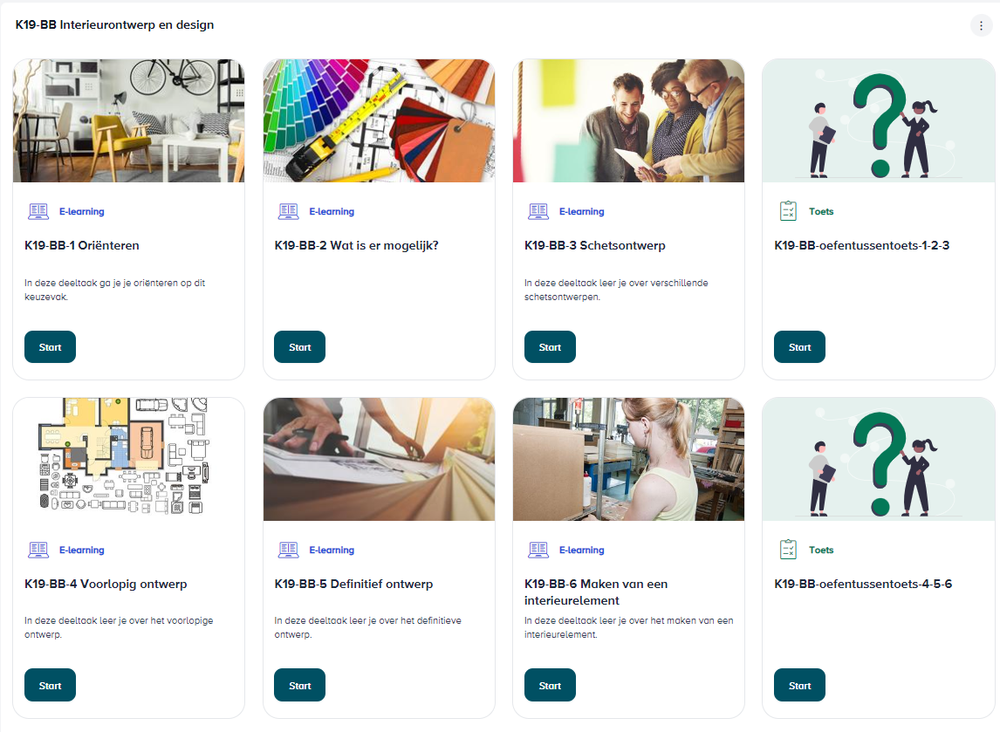 K19-BB Interieurontwerp en design
E-learning
K19-BB-1 Oriënteren
In deze deeltaak ga je je oriënteren op dit
keuzevak.
Start
E-learning
K19-BB-2 Wat is er mogelijk?
Start
E-learning
K19-BB-3 Schetsontwerp
In deze deeltaak leer je over verschillende
schetsontwerpen.
Start
Toets
K19-BB-oefentussentoets-1-2-3
Start
E-learning
K19-BB-4 Voorlopig ontwerp
In deze deeltaak leer je over het voorlopige
ontwerp.
Start
E-learning
K19-BB-5 Definitief ontwerp
In deze deeltaak leer je over het definitieve
ontwerp.
Start
E-learning
K19-BB-6 Maken van een
interieurelement
In deze deeltaak leer je over het maken van een
interieurelement.
Start
Toets
K19-BB-oefentussentoets-4-5-6
Start